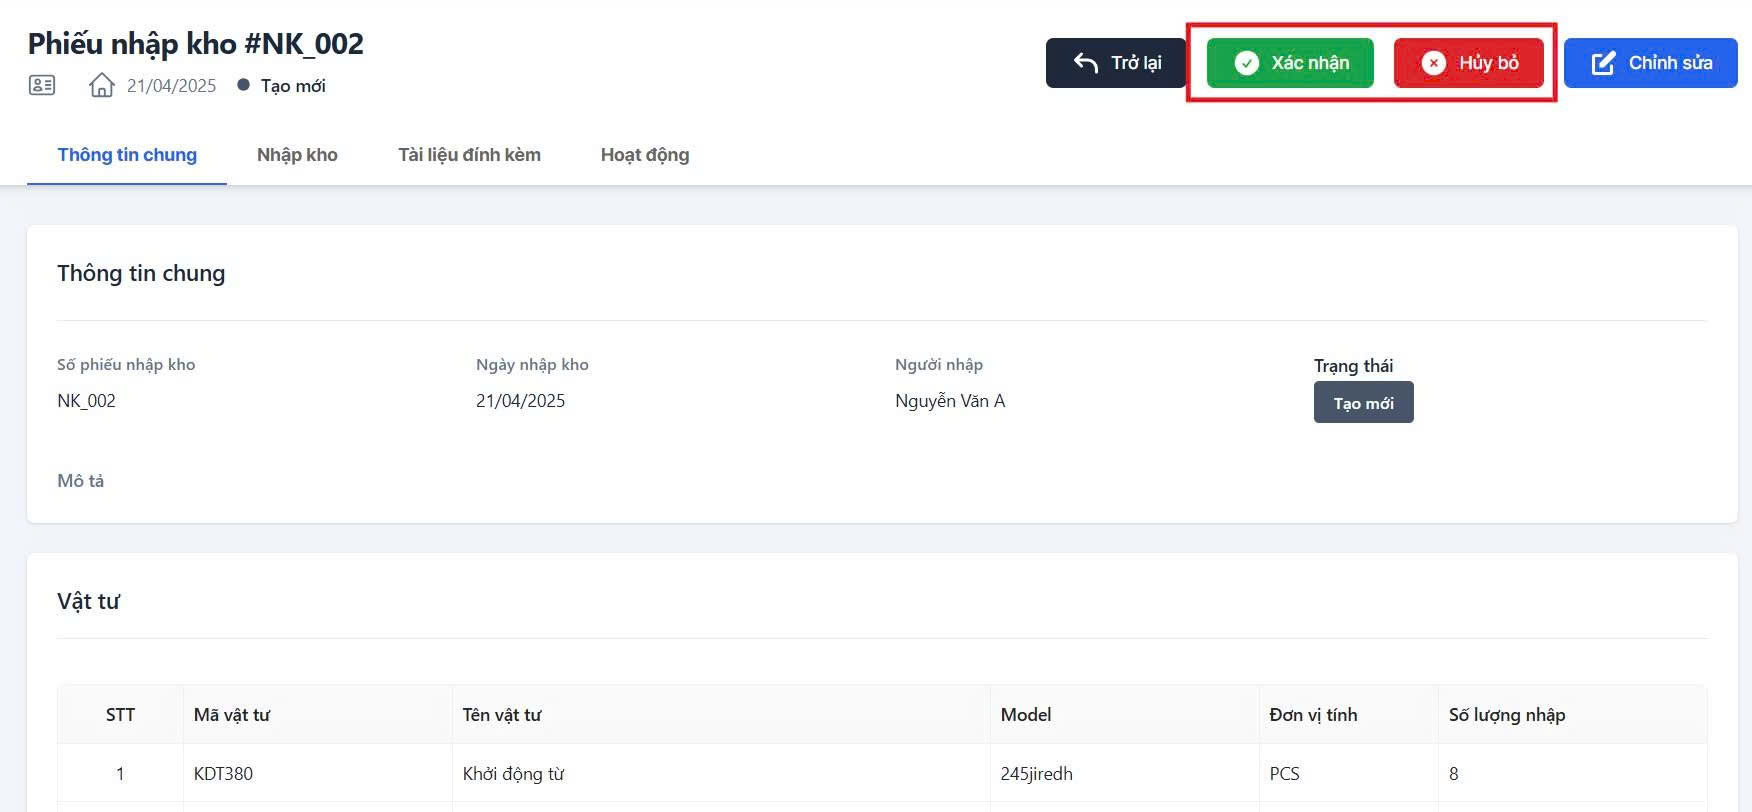 Phiếu nhập kho #NK_002
Trở lại
Xác nhận
Hủy bỏ
Chỉnh sửa
21/04/2025
Tạo mới
Thông tin chung
Nhập kho
Tài liệu đính kèm
Hoạt động
Thông tin chung
Số phiếu nhập kho
Ngày nhập kho
Người nhập
Trạng thái
NK_002
21/04/2025
Nguyễn Văn A
Tạo mới
Mô tả
Vật tư
STT
Mã vật tư
Tên vật tư
Model
Đơn vị tính
Số lượng nhập
1
KDT380
Khởi động từ
245jiredh
PCS
8